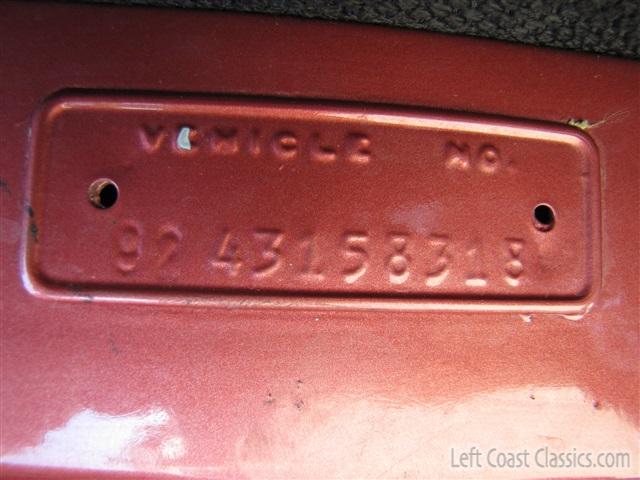 VEHICLE NO.
92 43158318
Left Coast Classics.com